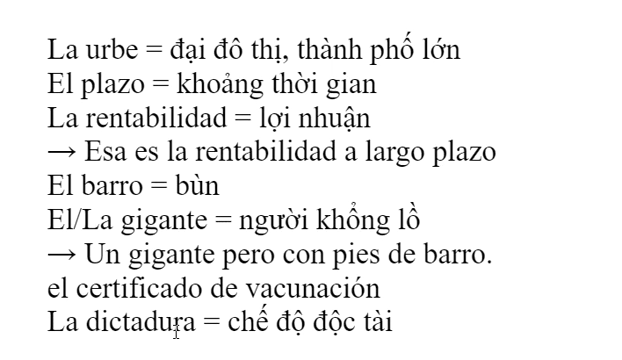 La urbe = đại đô thị, thành phố lớn
El plazo = khoảng thời gian
La rentabilidad = lợi nhuận
→ Esa es la rentabilidad a largo plazo
El barro = bùn
El/La gigante = người khổng lồ
→ Un gigante pero con pies de barro.
el certificado de vacunación
La dictadura = chế độ độc tài